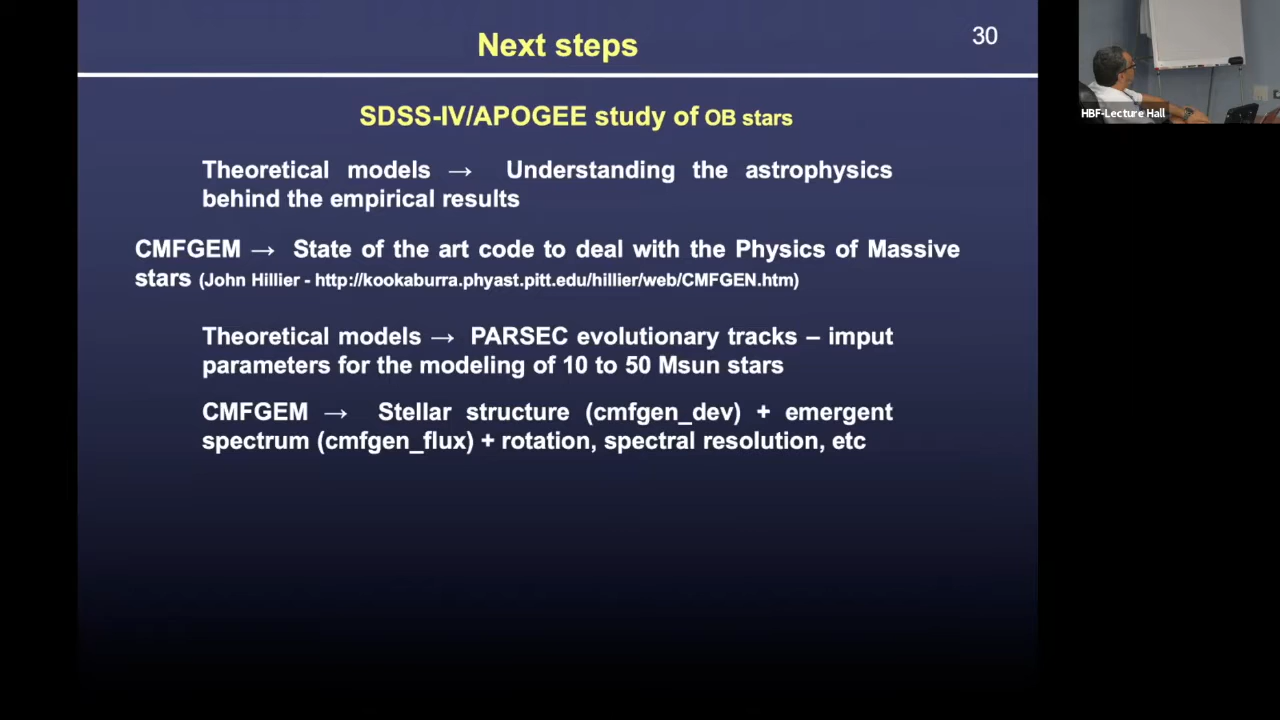 Next steps
30
SDSS-IV/APOGEE study of OB stars
Theoretical models → Understanding the astrophysics
behind the empirical results
CMFGEM → State of the art code to deal with the Physics of Massive
stars (John Hillier - http://kookaburra.phyast.pitt.edu/hillier/web/CMFGEN.htm)
Theoretical models → PARSEC evolutionary tracks – imput
parameters for the modeling of 10 to 50 Msun stars
CMFGEM → Stellar structure (cmfgen_dev) + emergent
spectrum (cmfgen_flux) + rotation, spectral resolution, etc
HBF-Lecture Hall